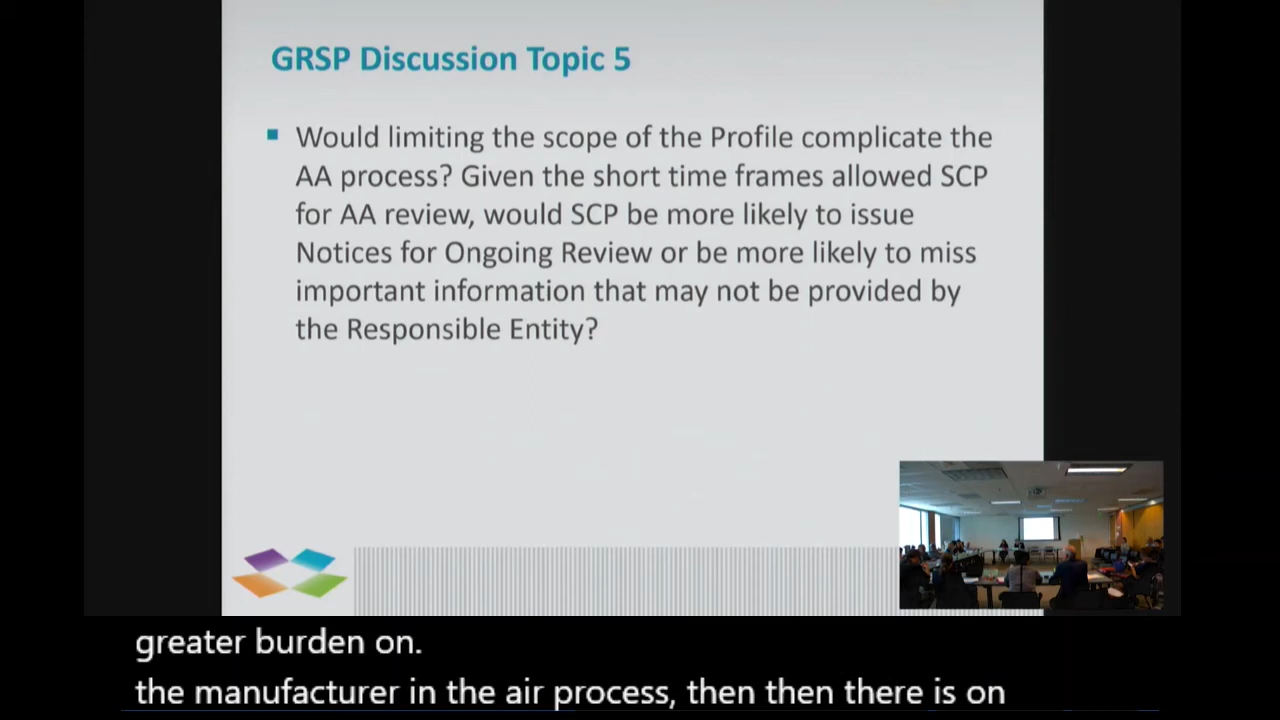 GRSP Discussion Topic 5
Would limiting the scope of the Profile complicate the
AA process? Given the short time frames allowed SCP
for AA review, would SCP be more likely to issue
Notices for Ongoing Review or be more likely to miss
important information that may not be provided by
the Responsible Entity?
greater burden on.
the manufacturer in the air process, then then there is on